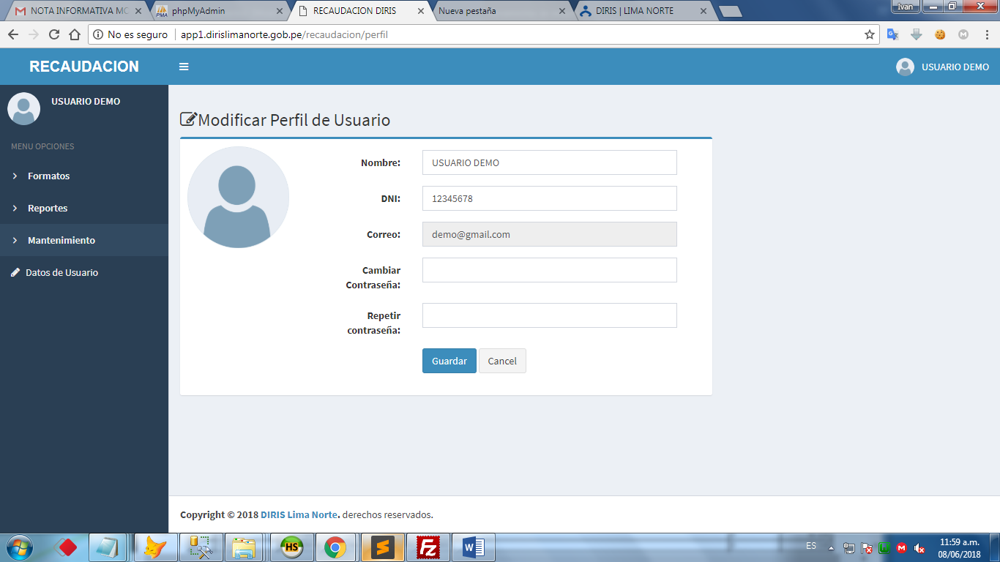 NOTA INFORMATIVA MC
phpMyAdmin
RECAUDACION DIRIS
Nueva pestaña
DIRIS | LIMA NORTE
Ivan
No es seguro
app1.dirislimanorte.gob.pe/recaudacion/perfil
RECAUDACION
USUARIO DEMO
USUARIO DEMO
MENU OPCIONES
Formatos
Reportes
Mantenimiento
Datos de Usuario
Modificar Perfil de Usuario
Nombre:
USUARIO DEMO
DNI:
12345678
Correo:
demo@gmail.com
Cambiar
Contraseña:
Repetir
contraseña:
Guardar
Cancel
Copyright © 2018 DIRIS Lima Norte. derechos reservados.
HS
ES
11:59 a.m.
08/06/2018